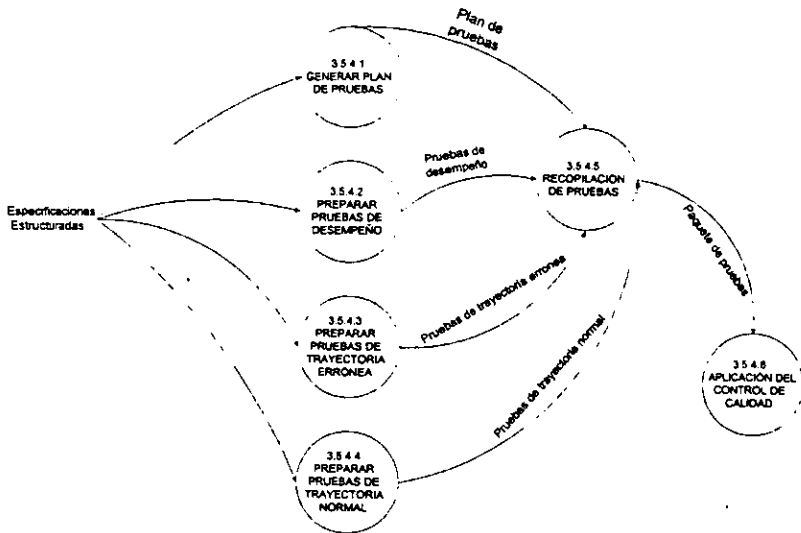 Plan de
pruebas
3.5 4 1
GENERAR PLAN
DE PRUEBAS
Pruebas de
desempeño
3.5.4.5
RECOPILACION
DE PRUEBAS
3.5.4.2
PREPARAR
PRUEBAS DE
DESEMPEÑO
Especificaciones
Estructuradas
Paquete de pruebas
Pruebas de trayectoria erronea
3.5.4.3
PREPARAR
PRUEBAS DE
TRAYECTORIA
ERRONEA
Pruebas de trayectoria normal
3.5 4.6
APLICACIÓN DEL
CONTROL DE
CALIDAD
3.5 4 4
PREPARAR
PRUEBAS DE
TRAYECTORIA
NORMAL